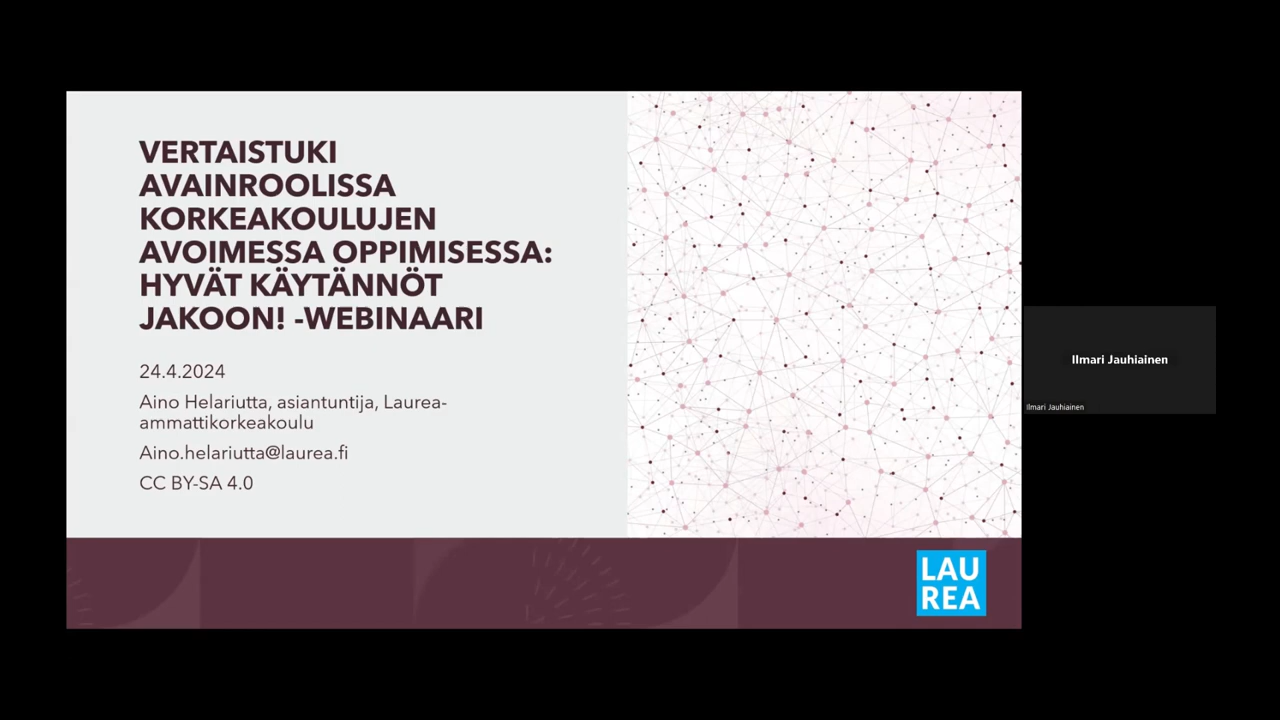 VERTAISTUKI
AVAINROOLISSA
KORKEAKOULUJEN
AVOIMESSA OPPIMISESSA:
HYVÄT KÄYTÄNNÖT
JAKOON! -WEBINAARI
24.4.2024
Aino Helariutta, asiantuntija, Laurea-
ammattikorkeakoulu
Aino.helariutta@laurea.fi
CC BY-SA 4.0
LAU
REA
Ilmari Jauhiainen
Ilmari Jauhiainen